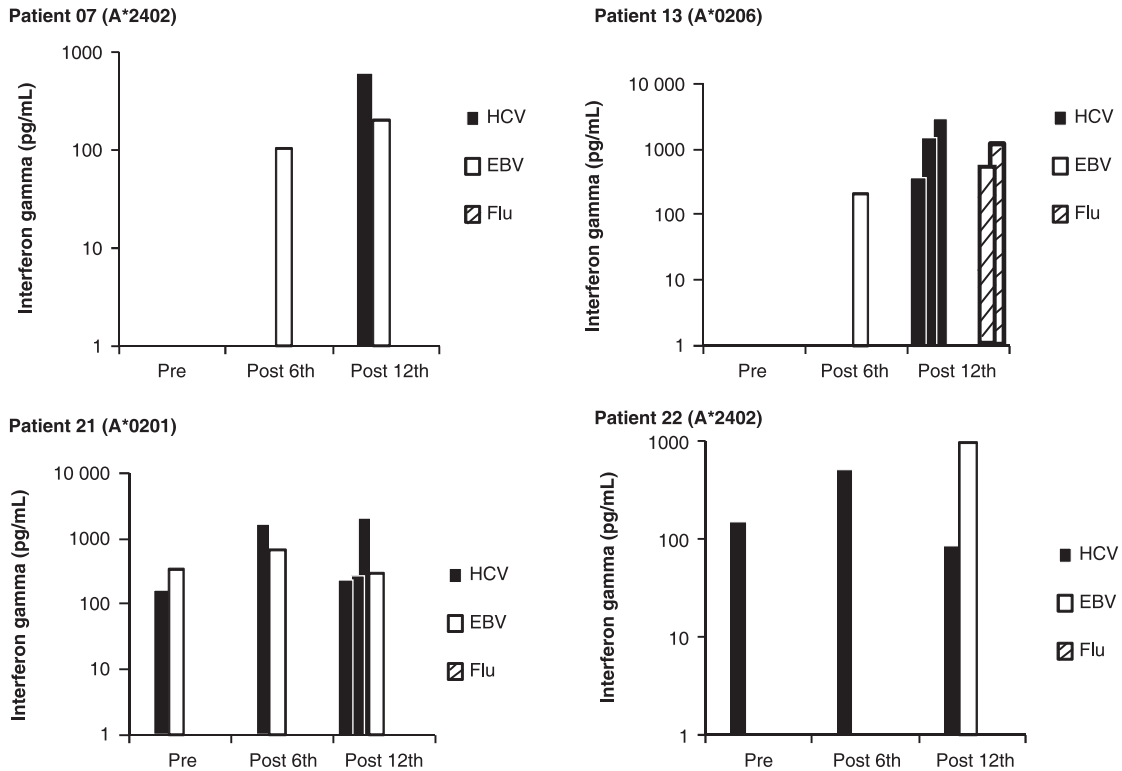 Patient 07 (A*2402)
Interferon gamma (pg/mL)
1000
100
10
1
Pre
Post 6th
Post 12th
HCV
EBV
Flu
Patient 13 (A*0206)
Interferon gamma (pg/mL)
10 000
1000
100
10
1
Pre
Post 6th
Post 12th
HCV
EBV
Flu
Patient 21 (A*0201)
Interferon gamma (pg/mL)
10 000
1000
100
10
1
Pre
Post 6th
Post 12th
HCV
EBV
Flu
Patient 22 (A*2402)
Interferon gamma (pg/mL)
1000
100
10
1
Pre
Post 6th
Post 12th
HCV
EBV
Flu